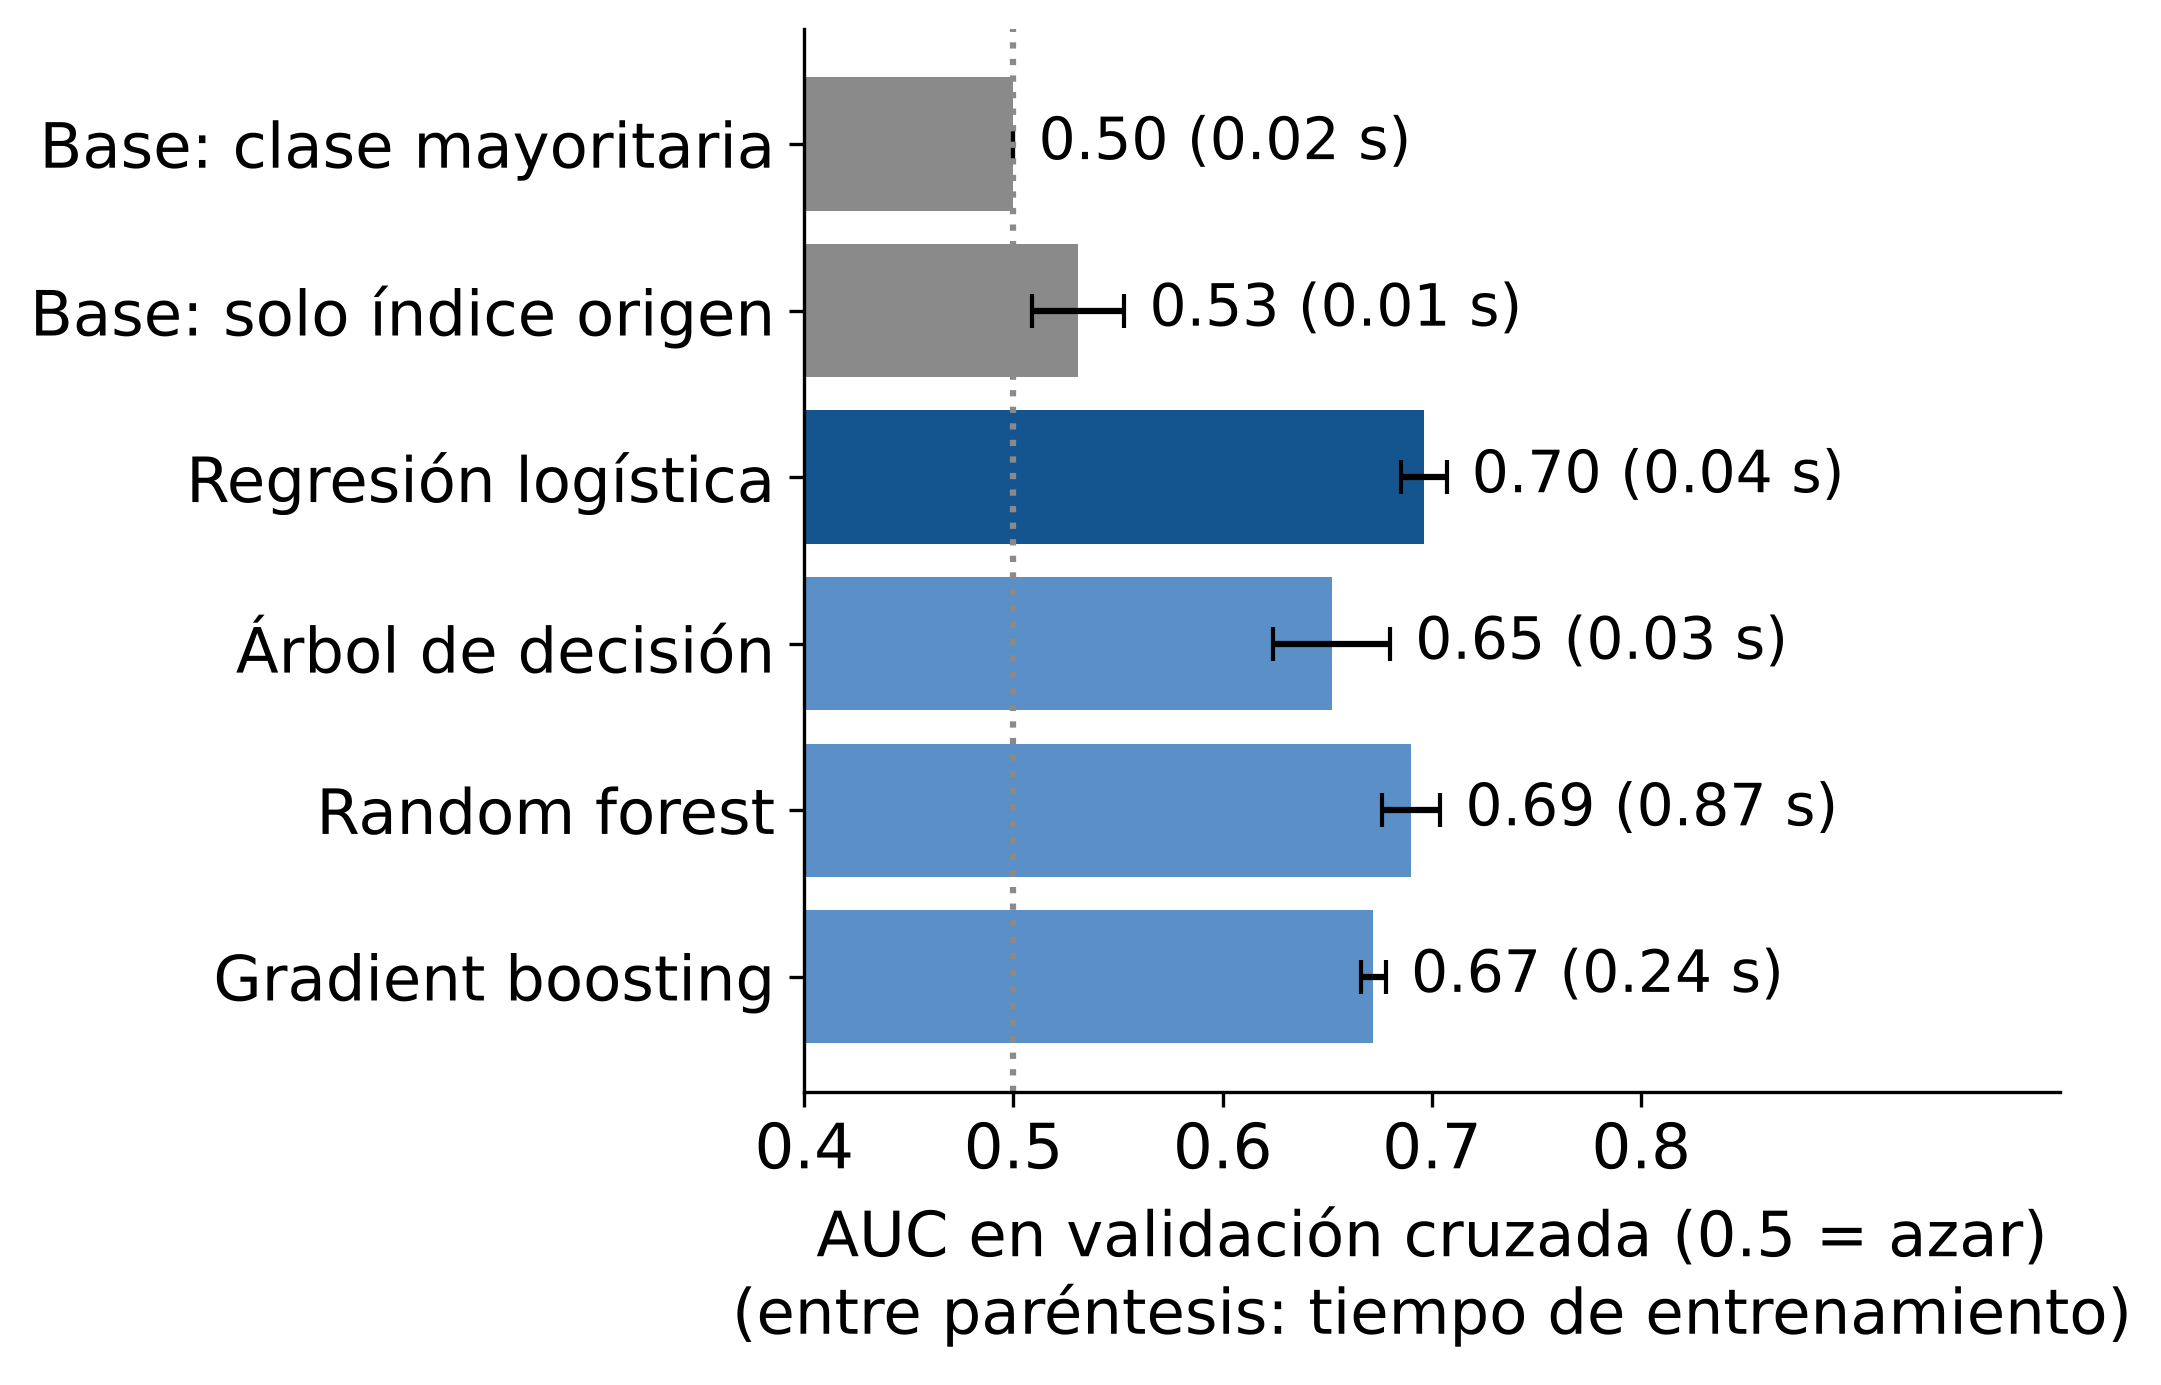 Base: clase mayoritaria
0.50 (0.02 s)
Base: solo índice origen
0.53 (0.01 s)
Regresión logística
0.70 (0.04 s)
Árbol de decisión
0.65 (0.03 s)
Random forest
0.69 (0.87 s)
Gradient boosting
0.67 (0.24 s)
0.4 0.5 0.6 0.7 0.8
AUC en validación cruzada (0.5 = azar)
(entre paréntesis: tiempo de entrenamiento)